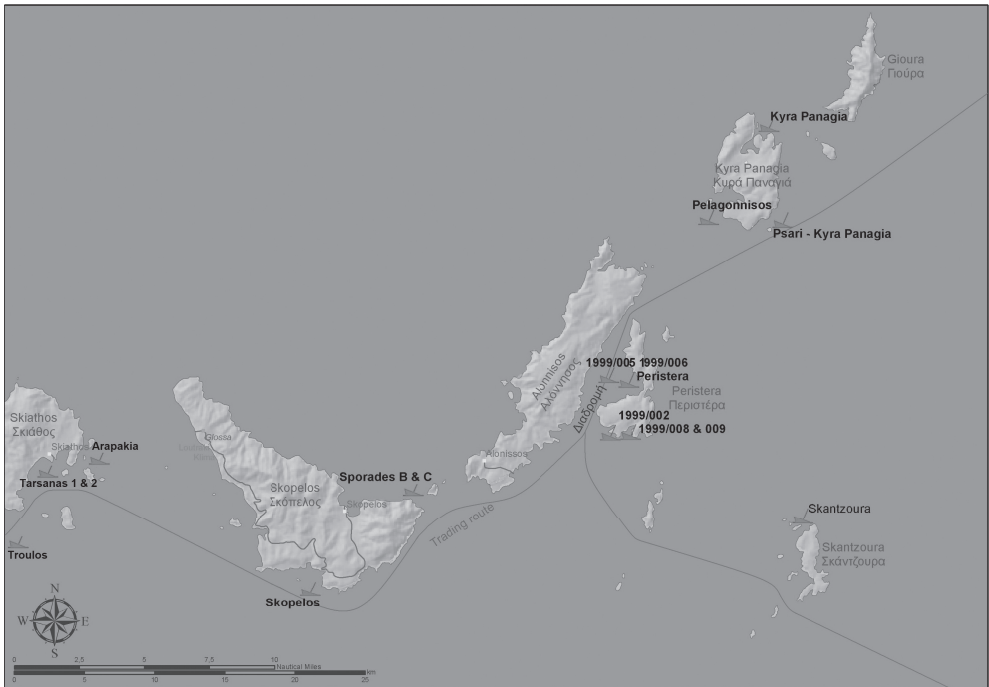 Gioura
Γιούρα
Kyra Panagia
Kyra Panagia
Κυρά Παναγιά
Pelagonnisos
Psari - Kyra Panagia
1999/005 1999/006
Peristera
Alonnisos
Αλόννησος
Διαδρομή
Peristera
Περιστέρα
1999/002
1999/008 & 009
Skiathos
Σκιάθος
Skiathos
Arapakia
Tarsanas 1 & 2
Glossa
Alonissos
Sporades B & C
Skopelos
Σκόπελος
Skopelos
Trading route
Skantzoura
Skantzoura
Σκάντζουρα
Troulos
Skopelos
N
W E
S
0 2,5 5 7,5 10
Nautical Miles
0 5 10 15 20 25 km